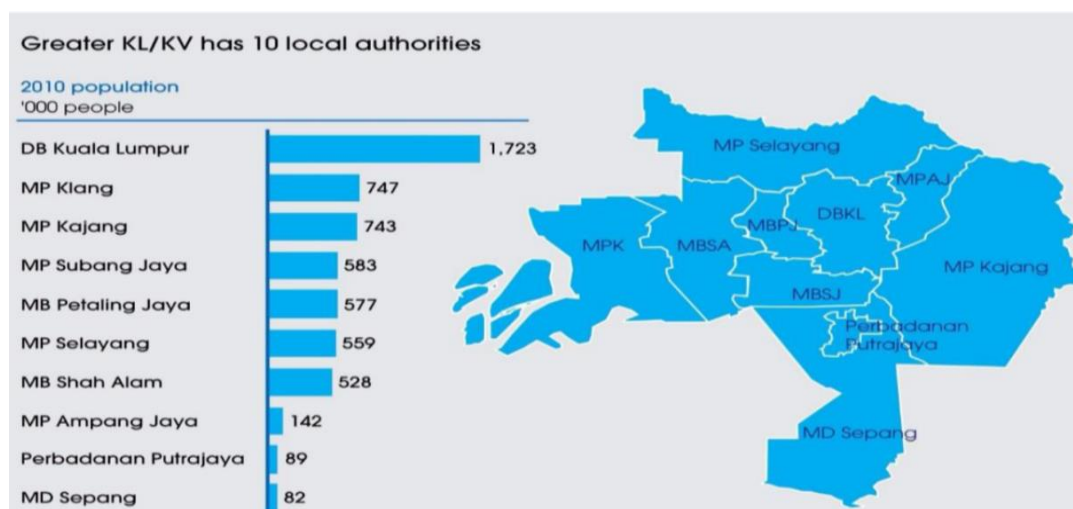 Greater KL/KV has 10 local authorities
2010 population
'000 people
DB Kuala Lumpur 1,723
MP Klang 747
MP Kajang 743
MP Subang Jaya 583
MB Petaling Jaya 577
MP Selayang 559
MB Shah Alam 528
MP Ampang Jaya 142
Perbadanan Putrajaya 89
MD Sepang 82
MP Selayang
MPAJ
DBKL
MBPJ
MPK
MBSA
MP Kajang
MBSJ
Perbadanan
Putrajaya
MD Sepang